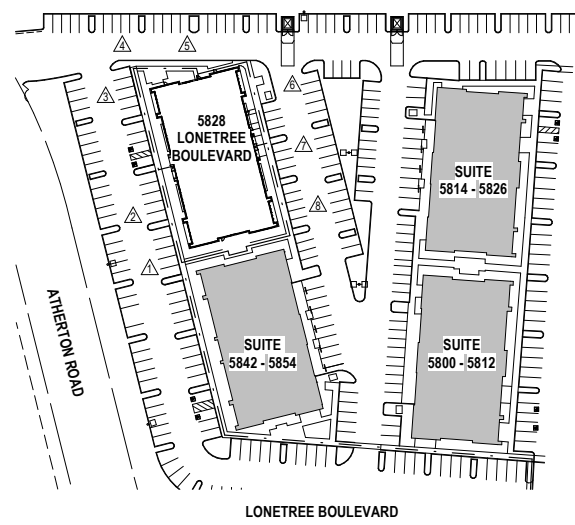 4
5
3
6
5828
LONETREE
BOULEVARD
7
SUITE
5814 - 5826
2
8
1
ATHERTON ROAD
SUITE
5842 - 5854
SUITE
5800 - 5812
LONETREE BOULEVARD